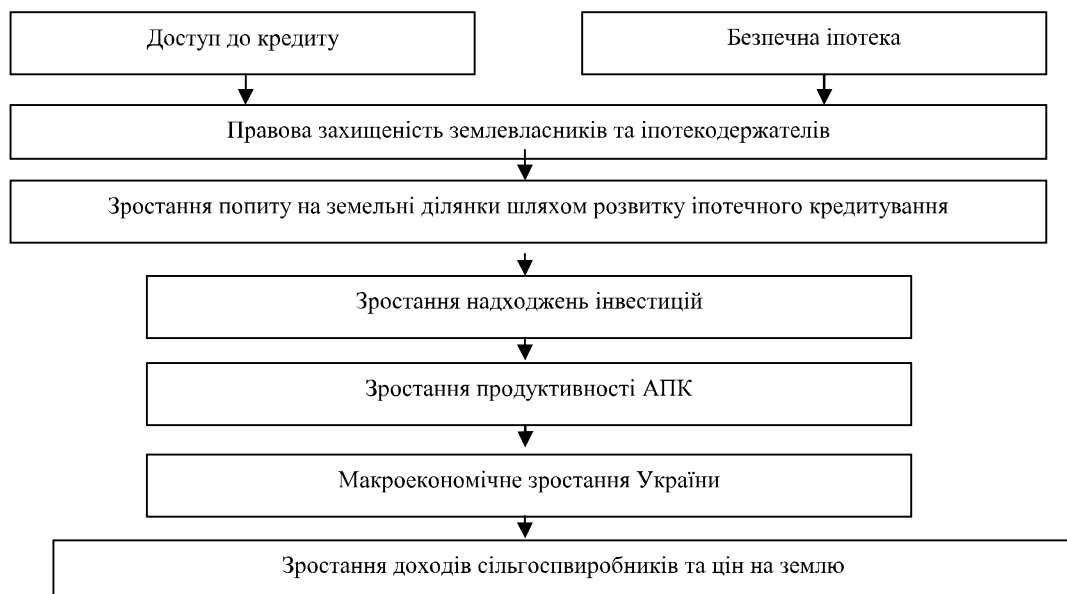 Доступ до кредиту
Безпечна іпотека
Правова захищеність землевласників та іпотекодержателів
Зростання попиту на земельні ділянки шляхом розвитку іпотечного кредитування
Зростання надходжень інвестицій
Зростання продуктивності АПК
Макроекономічне зростання України
Зростання доходів сільгоспвиробників та цін на землю